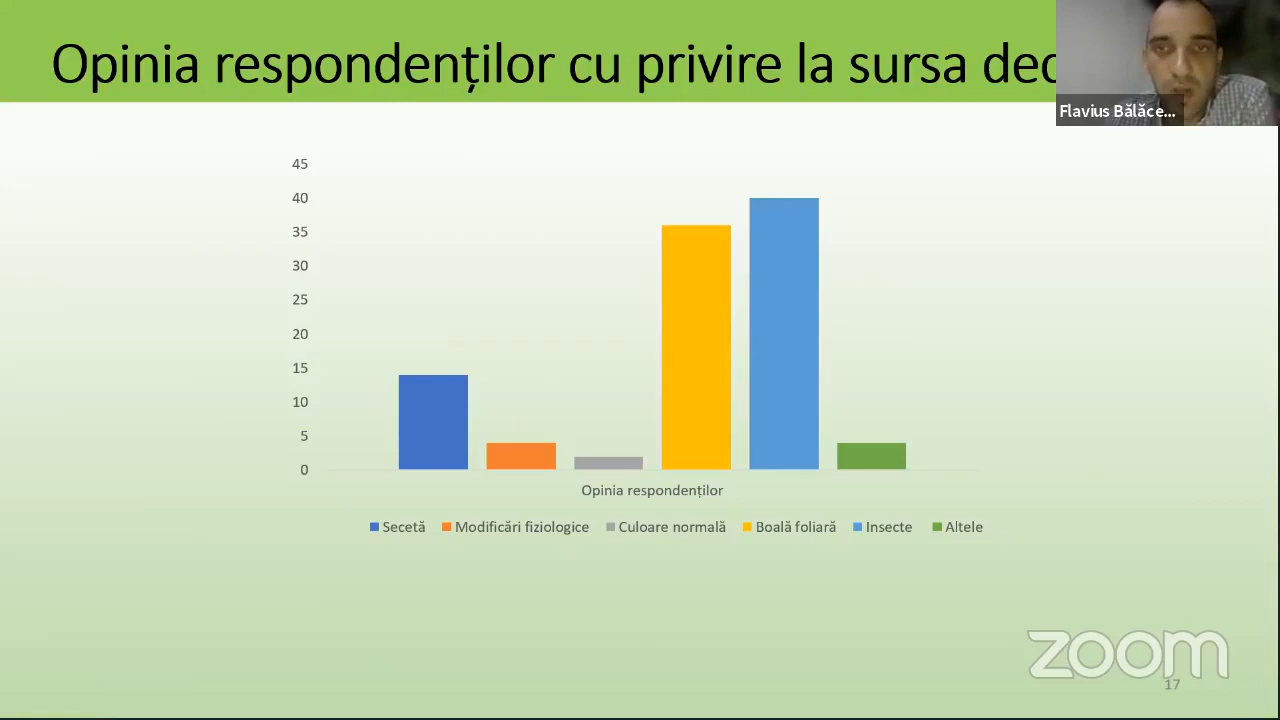 Opinia respondenților cu privire la sursa
Flavius Bălăce...
45
40
35
30
25
20
15
10
5
0
Opinia respondenților
Secetă Modificări fiziologice Culoare normală Boală foliară Insecte Altele
zoom
17